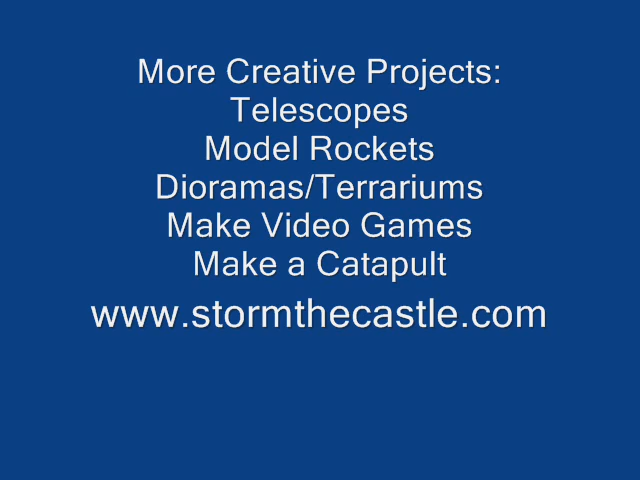 More Creative Projects:
Telescopes
Model Rockets
Dioramas/Terrariums
Make Video Games
Make a Catapult
www.stormthecastle.com